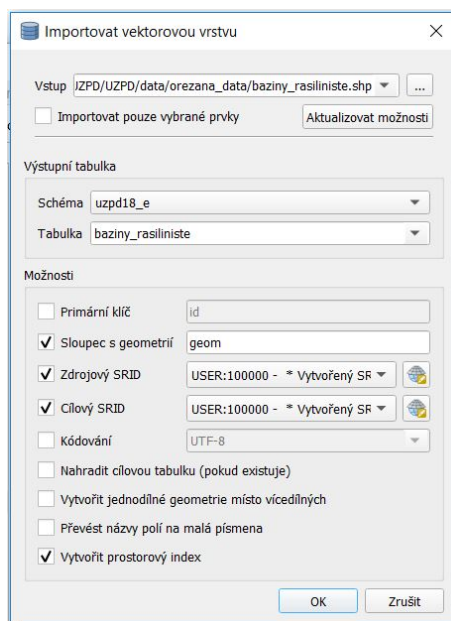 Importovat vektorovou vrstvu
Vstup JZPD/UZPD/data/orezana_data/baziny_rasiliniste.shp ...
Importovat pouze vybrané prvky Aktualizovat možnosti
Výstupní tabulka
Schéma uzpd18_e
Tabulka baziny_rasiliniste
Možnosti
Primární klíč id
Sloupec s geometrií geom
Zdrojový SRID USER:100000 - * Vytvořený SR
Cílový SRID USER:100000 - * Vytvořený SR
Kódování UTF-8
Nahradit cílovou tabulku (pokud existuje)
Vytvořit jednodílné geometrie místo vícedílných
Převést názvy polí na malá písmena
Vytvořit prostorový index
OK Zrušit